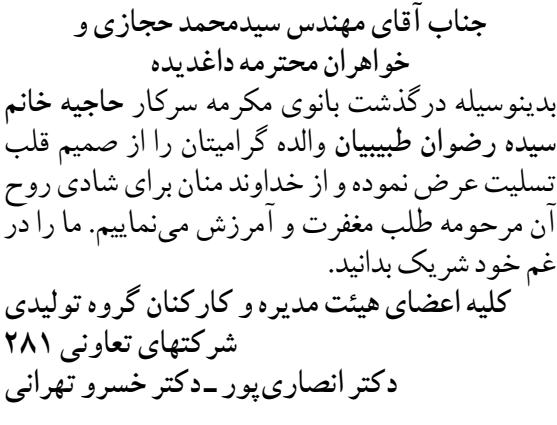 جناب آقای مهندس سیدمحمد حجازی و
خواهران محترمه داغدیده
بدینوسیله درگذشت بانوی مکرمه سرکار حاجیه خانم
سیده رضوان طبیبیان والده گرامیتان را از صمیم قلب
تسلیت عرض نموده و از خداوند منان برای شادی روح
آن مرحومه طلب مغفرت و آمرزش می‌نماییم. ما را در
غم خود شریک بدانید.
کلیه اعضای هیئت مدیره و کارکنان گروه تولیدی
شرکتهای تعاونی ۲۸۱
دکتر انصاری‌پور ــ دکتر خسرو تهرانی